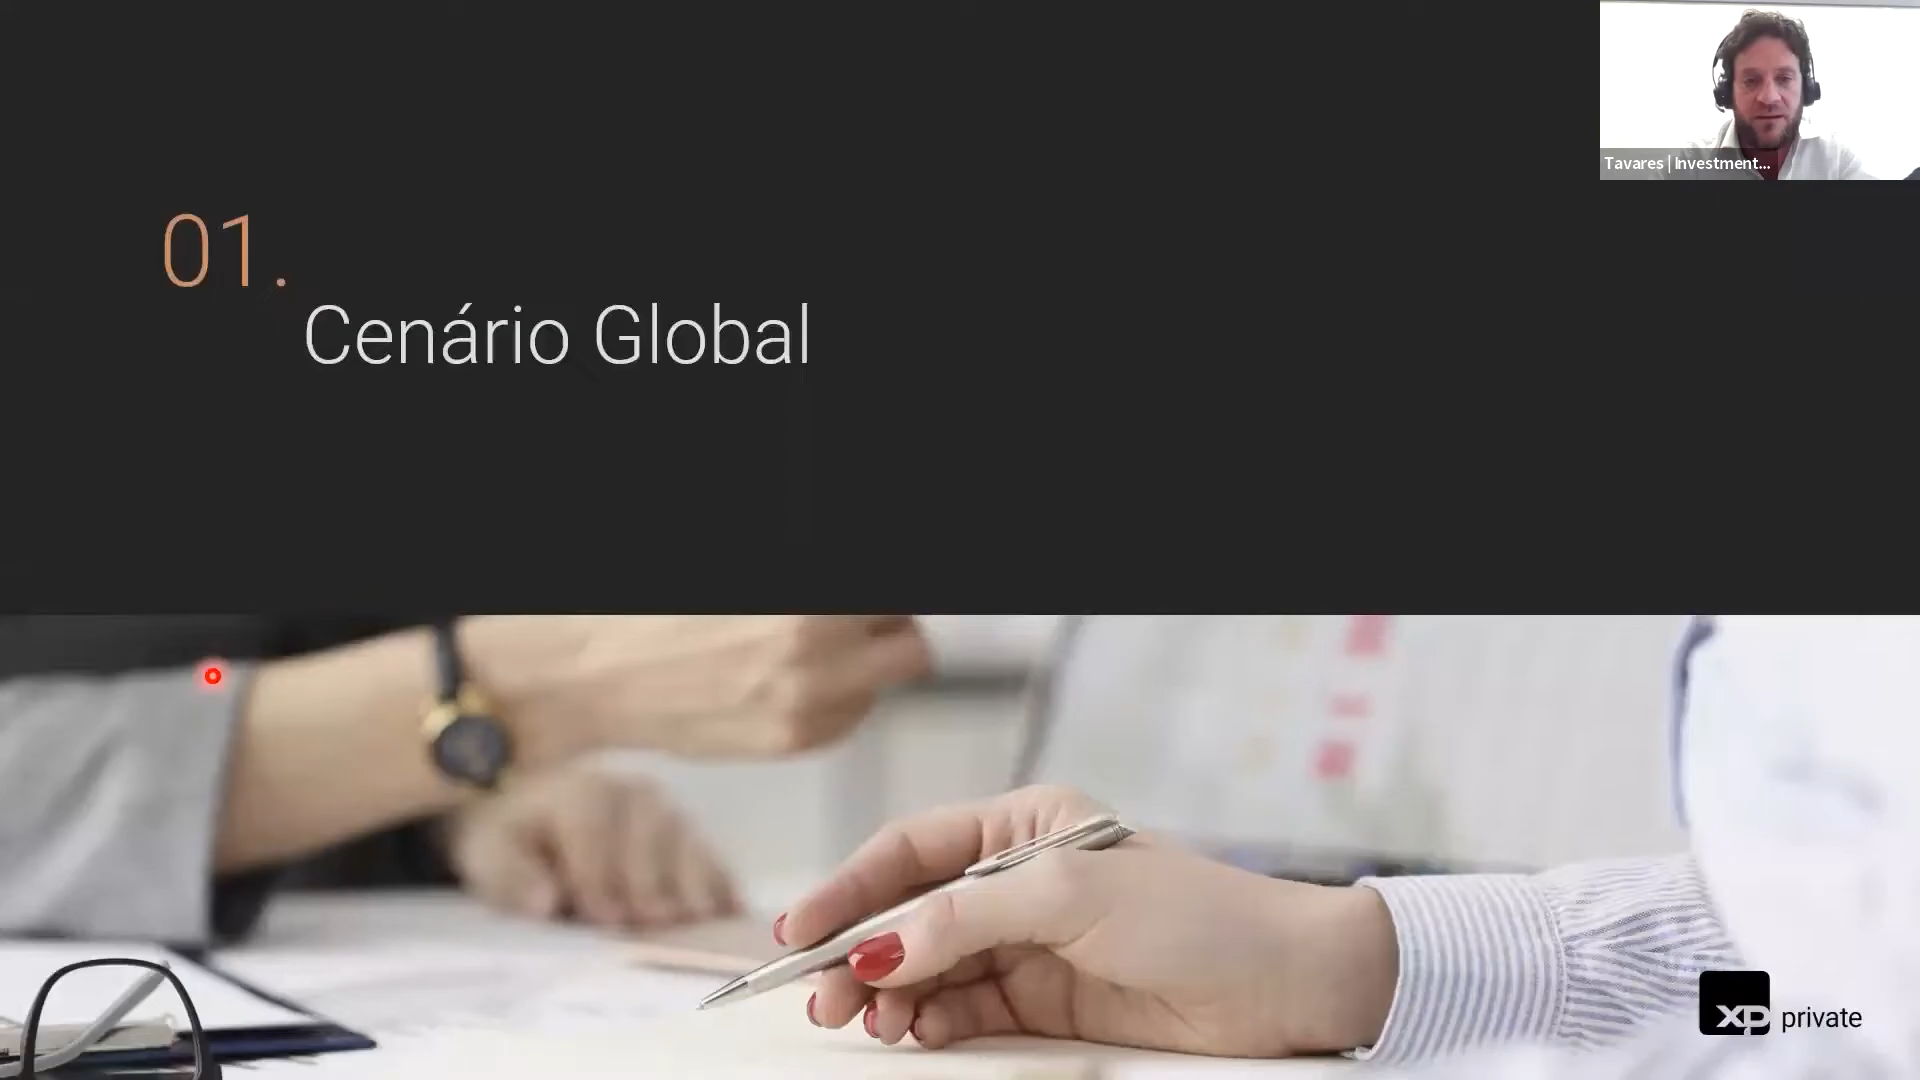 Tavares | Investment...
01.
Cenário Global
xp private